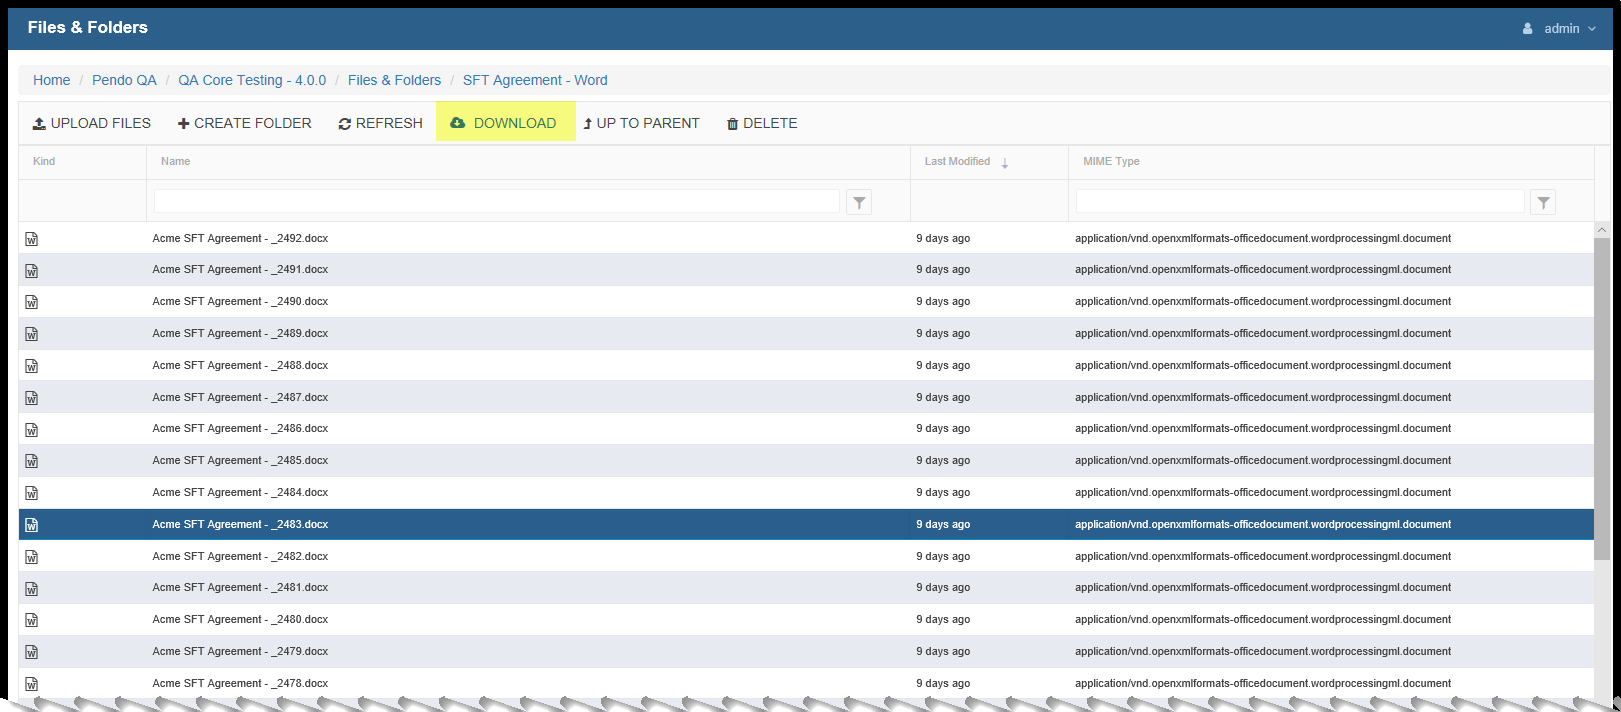 Files & Folders
admin
Home / Pendo QA / QA Core Testing - 4.0.0 / Files & Folders / SFT Agreement - Word
UPLOAD FILES CREATE FOLDER REFRESH DOWNLOAD UP TO PARENT DELETE
Kind Name Last Modified MIME Type
Acme SFT Agreement - _2492.docx 9 days ago application/vnd.openxmlformats-officedocument.wordprocessingml.document
Acme SFT Agreement - _2491.docx 9 days ago application/vnd.openxmlformats-officedocument.wordprocessingml.document
Acme SFT Agreement - _2490.docx 9 days ago application/vnd.openxmlformats-officedocument.wordprocessingml.document
Acme SFT Agreement - _2489.docx 9 days ago application/vnd.openxmlformats-officedocument.wordprocessingml.document
Acme SFT Agreement - _2488.docx 9 days ago application/vnd.openxmlformats-officedocument.wordprocessingml.document
Acme SFT Agreement - _2487.docx 9 days ago application/vnd.openxmlformats-officedocument.wordprocessingml.document
Acme SFT Agreement - _2486.docx 9 days ago application/vnd.openxmlformats-officedocument.wordprocessingml.document
Acme SFT Agreement - _2485.docx 9 days ago application/vnd.openxmlformats-officedocument.wordprocessingml.document
Acme SFT Agreement - _2484.docx 9 days ago application/vnd.openxmlformats-officedocument.wordprocessingml.document
Acme SFT Agreement - _2483.docx 9 days ago application/vnd.openxmlformats-officedocument.wordprocessingml.document
Acme SFT Agreement - _2482.docx 9 days ago application/vnd.openxmlformats-officedocument.wordprocessingml.document
Acme SFT Agreement - _2481.docx 9 days ago application/vnd.openxmlformats-officedocument.wordprocessingml.document
Acme SFT Agreement - _2480.docx 9 days ago application/vnd.openxmlformats-officedocument.wordprocessingml.document
Acme SFT Agreement - _2479.docx 9 days ago application/vnd.openxmlformats-officedocument.wordprocessingml.document
Acme SFT Agreement - _2478.docx 9 days ago application/vnd.openxmlformats-officedocument.wordprocessingml.document